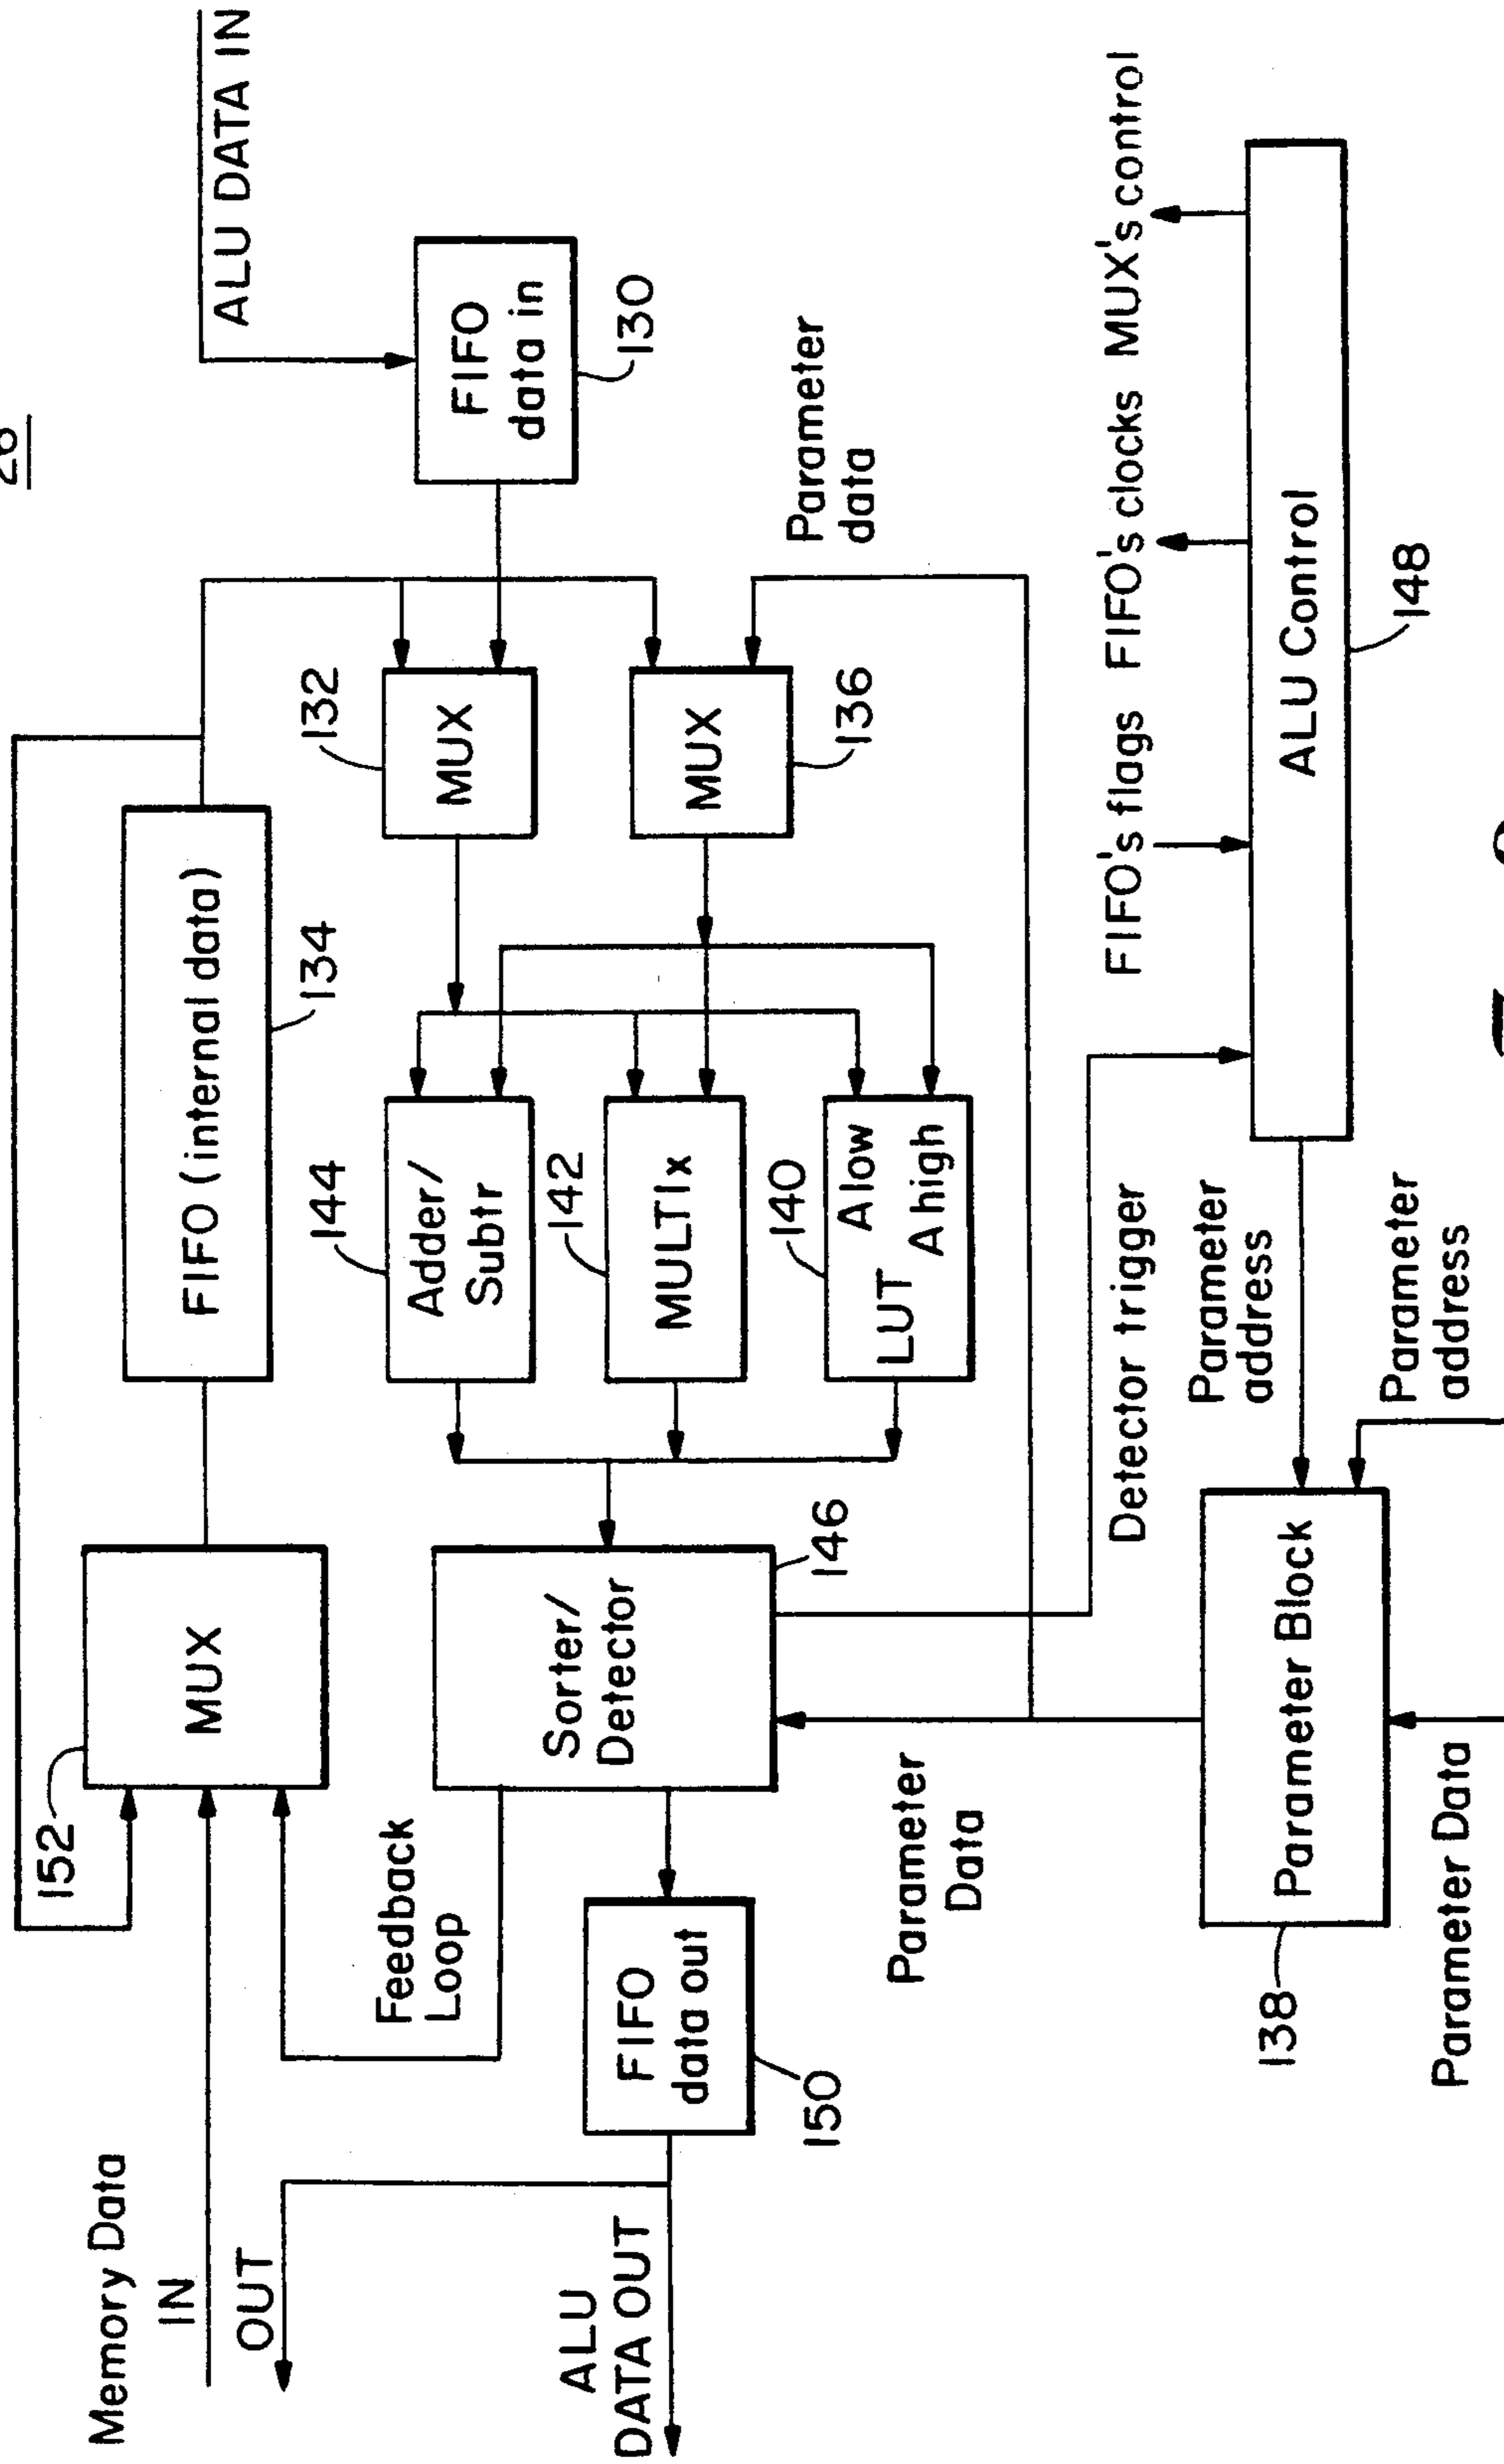 ALU DATA IN
FIFO
data in
130
Parameter
data
132
MUX
MUX
136
FIFO (internal data)
134
144
Adder/
Subtr
142
MULTIx
140
A low
A high
LUT
MUX
152
Sorter/
Detector
146
Feedback
Loop
FIFO
data out
150
Memory Data
IN
OUT
ALU
DATA OUT
Parameter
Data
Detector trigger
FIFO's flags FIFO's clocks MUX's control
ALU Control
148
Parameter
address
Parameter
address
Parameter Block
138
Parameter Data